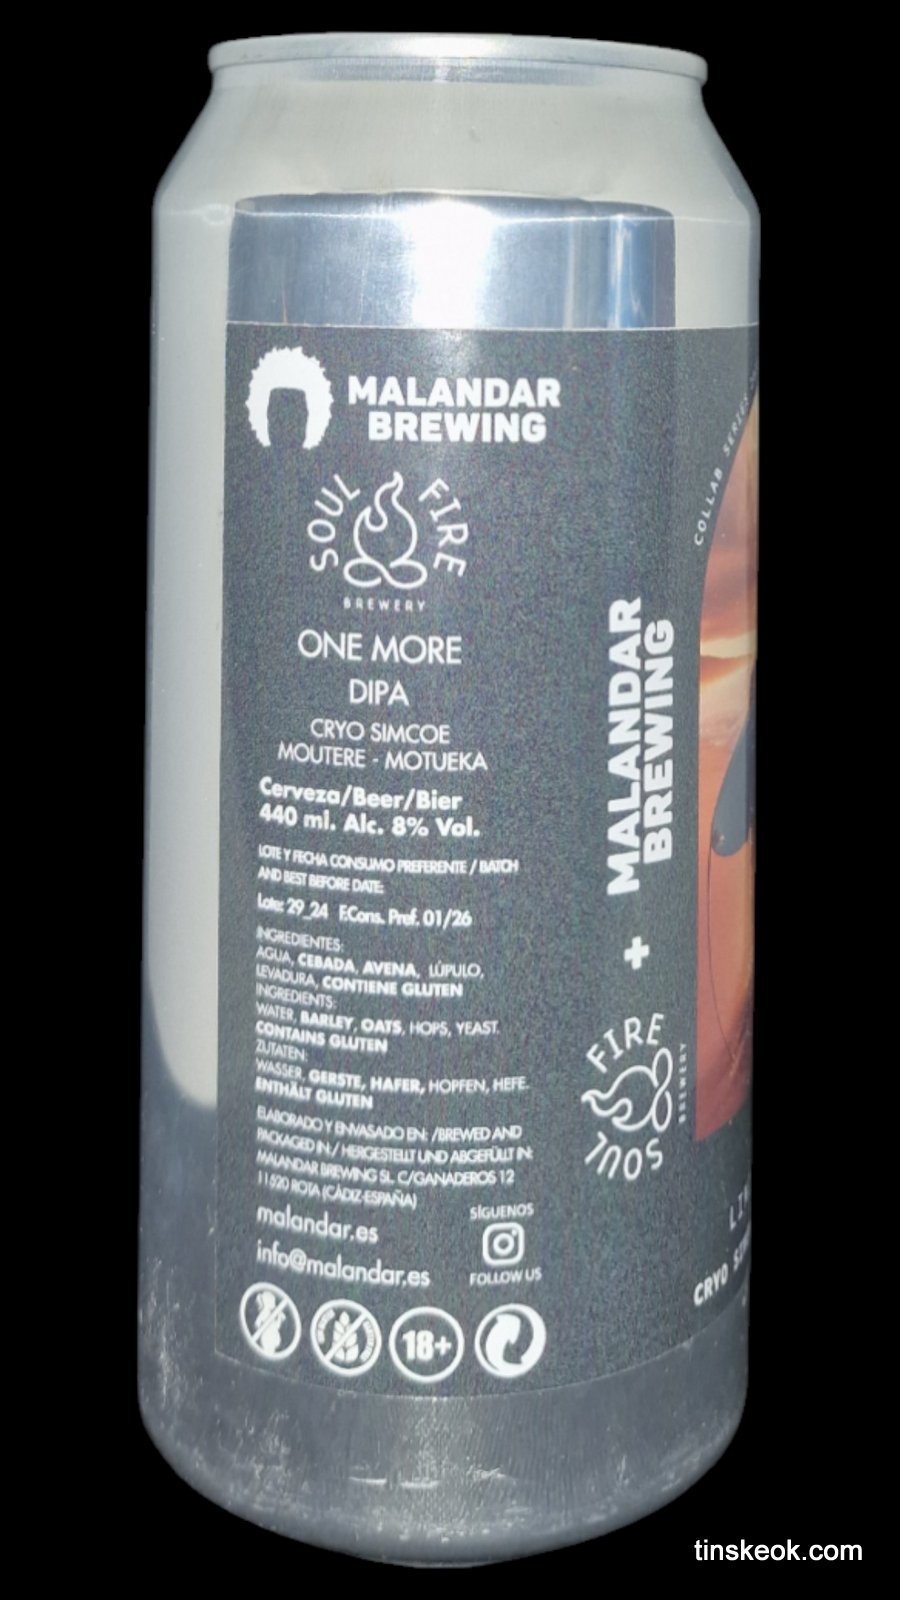 MALANDAR
BREWING
SOUL FIRE
BREWERY
ONE MORE
DIPA
CRYO SIMCOE
MOUTERE - MOTUEKA
Cerveza/Beer/Bier
440 ml. Alc. 8% Vol.
LOTE Y FECHA CONSUMO PREFERENTE / BATCH
AND BEST BEFORE DATE:
Lote: 29_24 F.Cons. Pref. 01/26
INGREDIENTES:
AGUA, CEBADA, AVENA, LÚPULO,
LEVADURA, CONTIENE GLUTEN
INGREDIENTS:
WATER, BARLEY, OATS, HOPS, YEAST.
CONTAINS GLUTEN
ZUTATEN:
WASSER, GERSTE, HAFER, HOPFEN, HEFE.
ENTHÄLT GLUTEN
ELABORADO Y ENVASADO EN: /BREWED AND
PACKAGED IN:/ HERGESTELLT UND ABGEFÜLLT IN:
MALANDAR BREWING SL. C/GANADEROS 12
11520 ROTA (CÁDIZ-ESPAÑA)
malandar.es
info@malandar.es
SÍGUENOS
FOLLOW US
18+
MALANDAR
BREWING
+
SOUL FIRE
BREWERY
COLLAB SERIES
CRYO
tinskeok.com